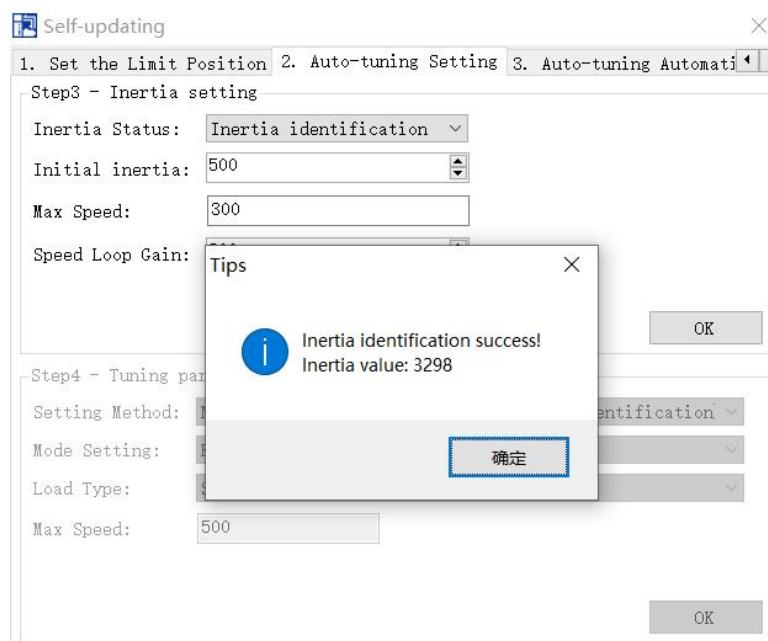 Self-updating
1. Set the Limit Position
2. Auto-tuning Setting
3. Auto-tuning Automati
Step3 - Inertia setting
Inertia Status:
Inertia identification
Initial inertia:
500
Max Speed:
300
Speed Loop Gain:
Tips
Inertia identification success!
Inertia value: 3298
确定
OK
Step4 - Tuning par
Setting Method:
entification
Mode Setting:
Load Type:
Max Speed:
500
OK